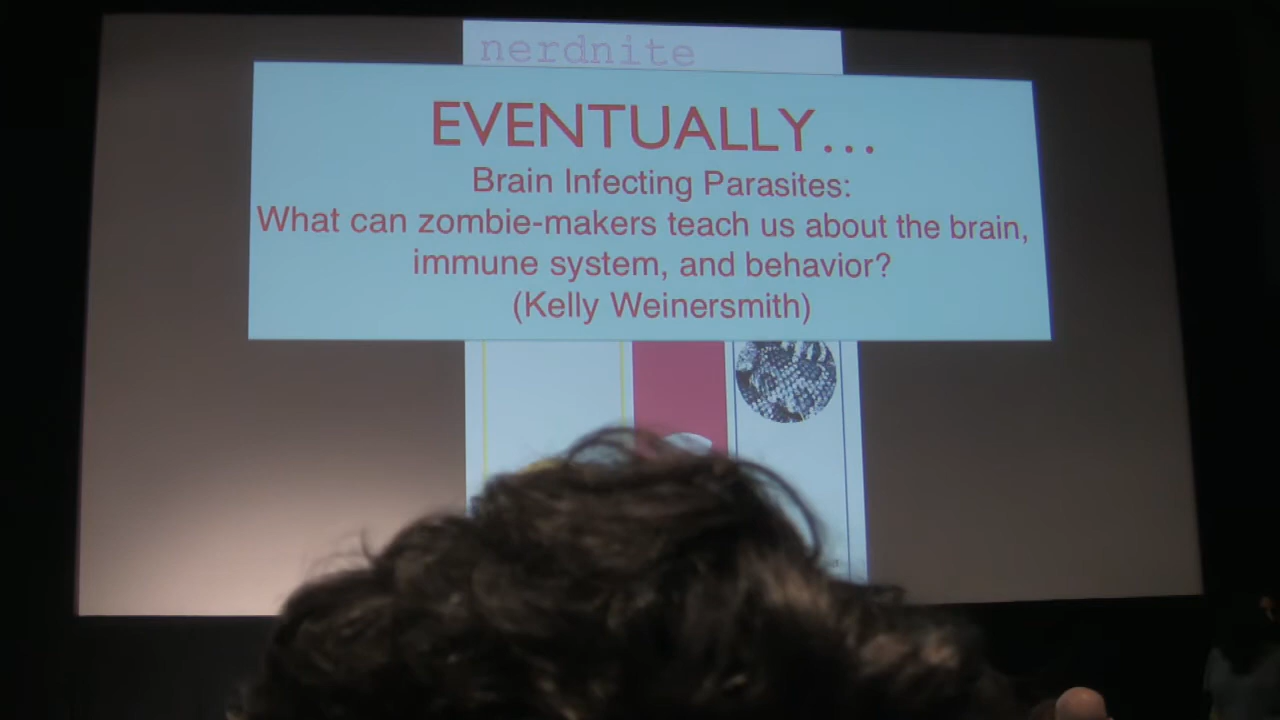 nerdnite
EVENTUALLY...
Brain Infecting Parasites:
What can zombie-makers teach us about the brain,
immune system, and behavior?
(Kelly Weinersmith)